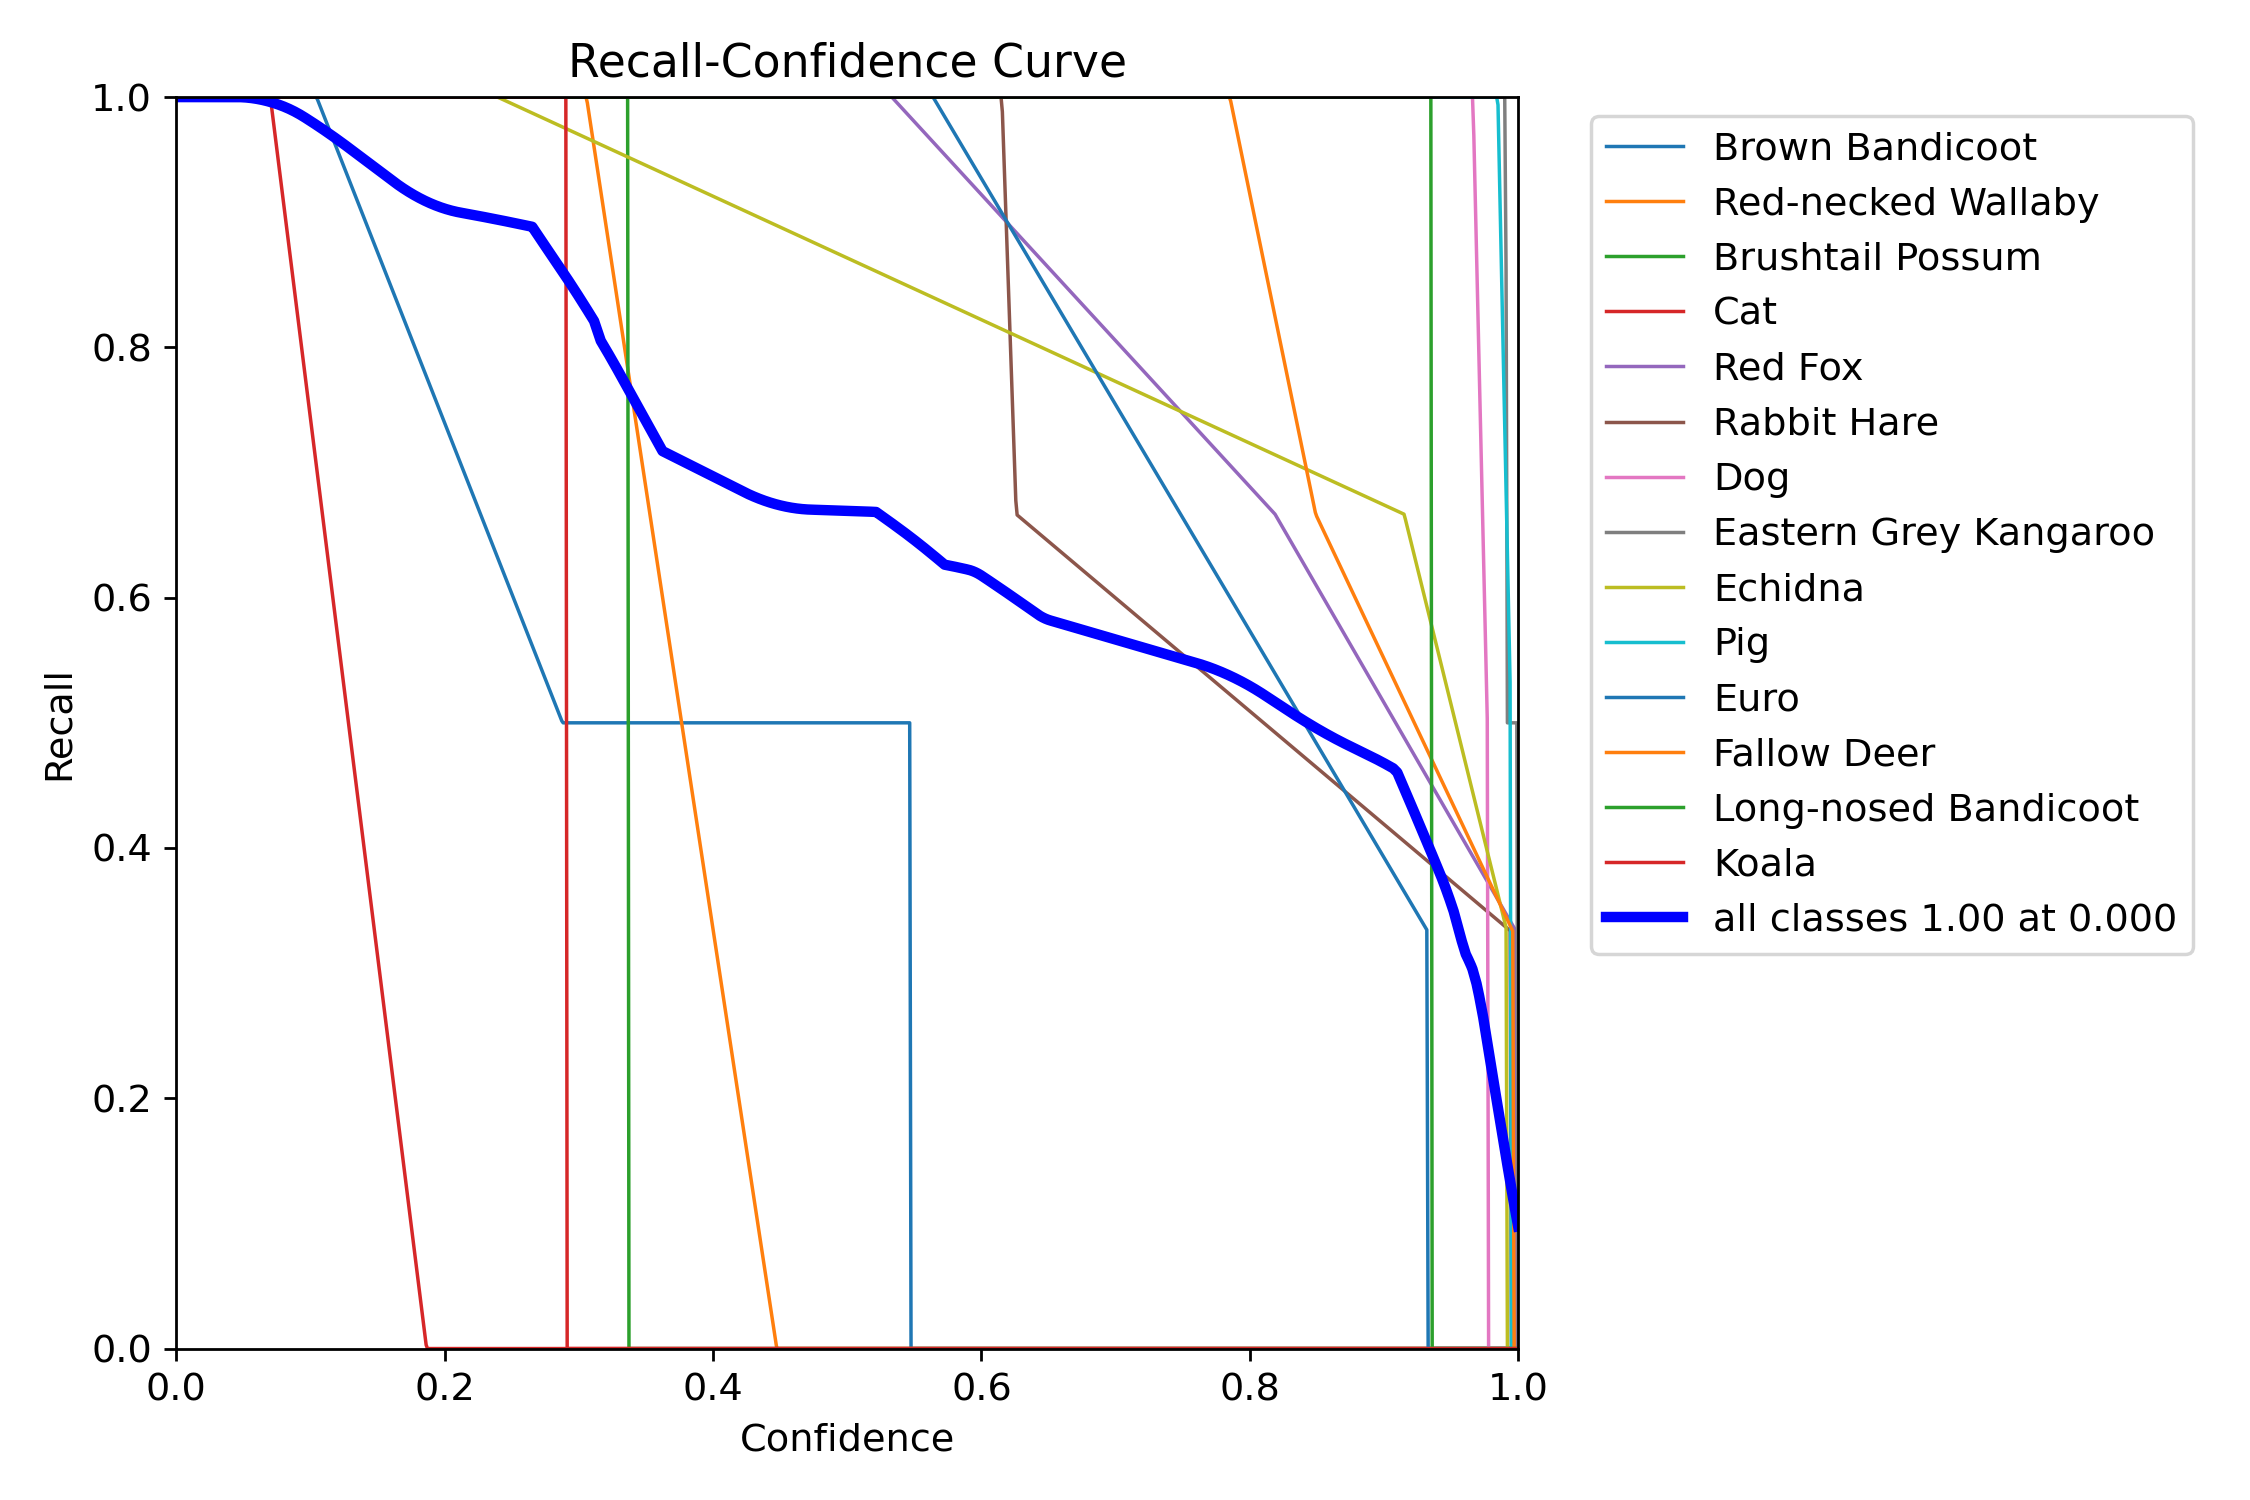 Recall-Confidence Curve
1.0
0.8
0.6
0.4
0.2
0.0
Recall
0.0 0.2 0.4 0.6 0.8 1.0
Confidence
Brown Bandicoot
Red-necked Wallaby
Brushtail Possum
Cat
Red Fox
Rabbit Hare
Dog
Eastern Grey Kangaroo
Echidna
Pig
Euro
Fallow Deer
Long-nosed Bandicoot
Koala
all classes 1.00 at 0.000